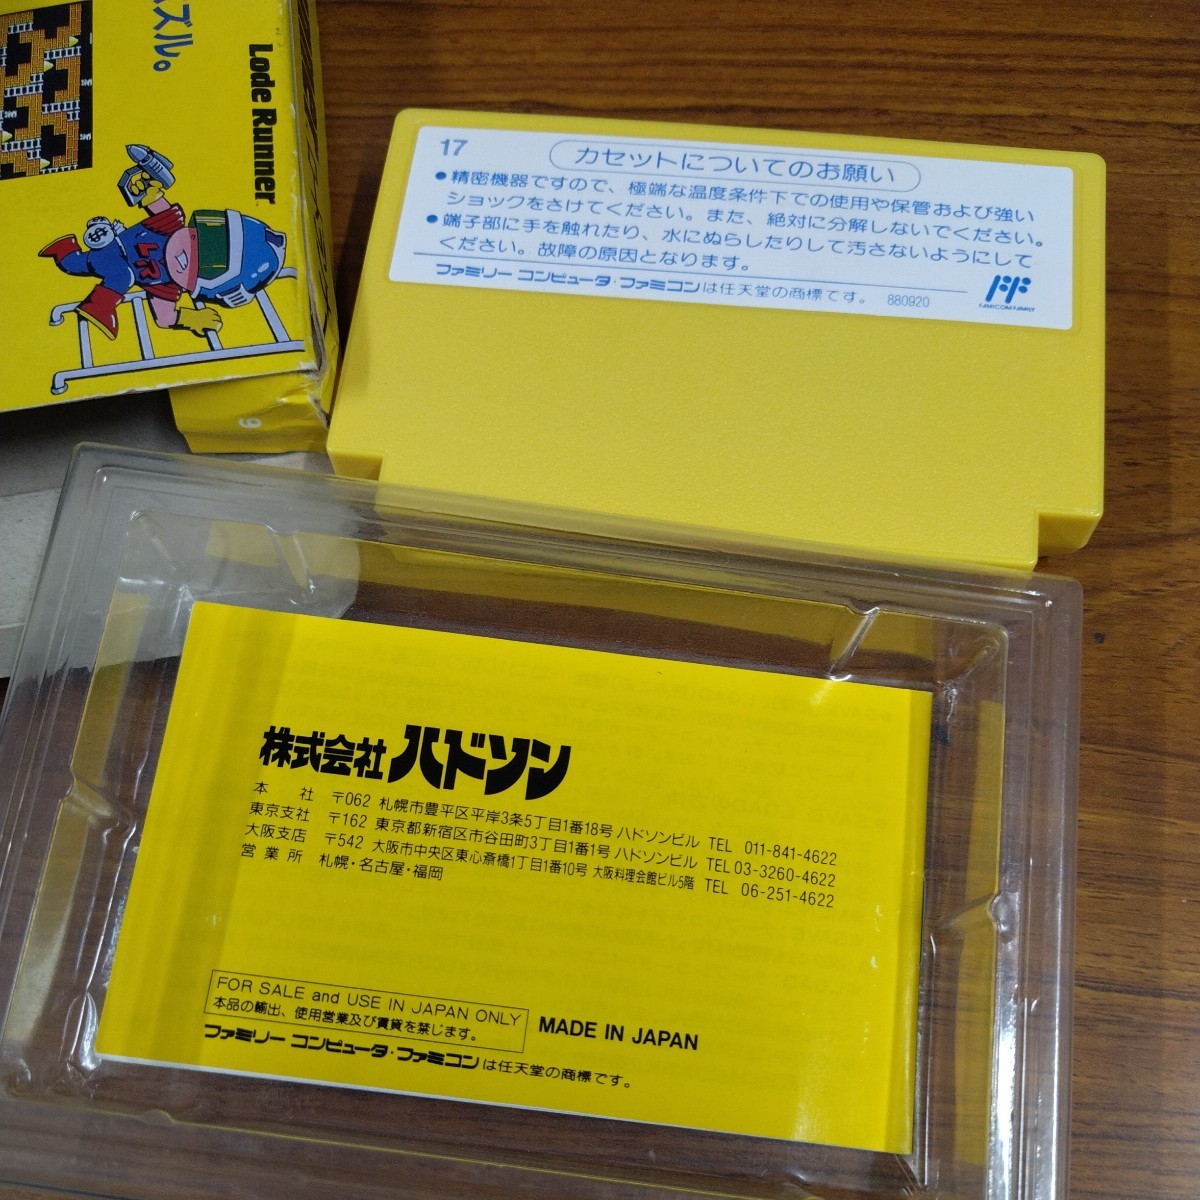 ズル。
Lode Runner
LR
$
9
17
カセットについてのお願い
●精密機器ですので、極端な温度条件下での使用や保管および強い
ショックをさけてください。また、絶対に分解しないでください。
●端子部に手を触れたり、水にぬらしたりして汚さないようにして
ください。故障の原因となります。
ファミリー コンピュータ・ファミコンは任天堂の商標です。 880920
FAMICOM FAMILY
株式会社ハドソン
本 社 〒062 札幌市豊平区平岸3条5丁目1番18号 ハドソンビル TEL 011-841-4622
東京支社 〒162 東京都新宿区市谷田町3丁目1番1号 ハドソンビル TEL 03-3260-4622
大阪支店 〒542 大阪市中央区東心斎橋1丁目1番10号 大阪料理会館ビル5階 TEL 06-251-4622
営業所 札幌・名古屋・福岡
FOR SALE and USE IN JAPAN ONLY
本品の輸出、使用営業及び賃貸を禁じます。
MADE IN JAPAN
ファミリー コンピュータ・ファミコンは任天堂の商標です。